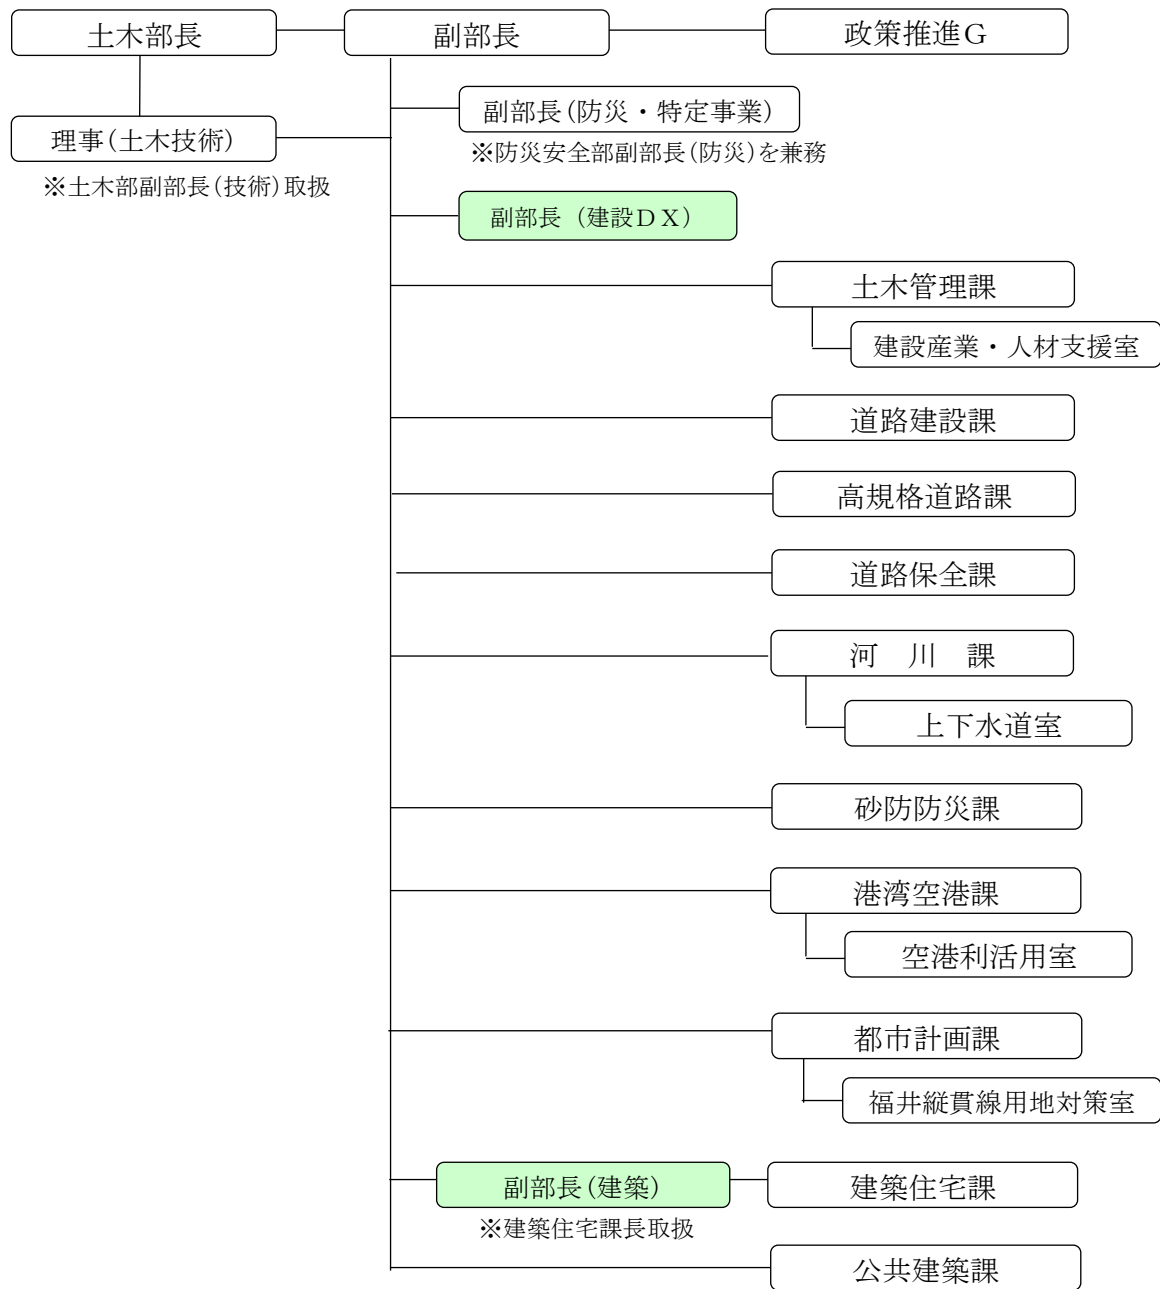 土木部長
副部長
政策推進G
副部長(防災・特定事業)
理事(土木技術)
※防災安全部副部長(防災)を兼務
※土木部副部長(技術)取扱
副部長（建設ＤＸ）
土木管理課
建設産業・人材支援室
道路建設課
高規格道路課
道路保全課
河　川　課
上下水道室
砂防防災課
港湾空港課
空港利活用室
都市計画課
福井縦貫線用地対策室
副部長(建築)
建築住宅課
※建築住宅課長取扱
公共建築課